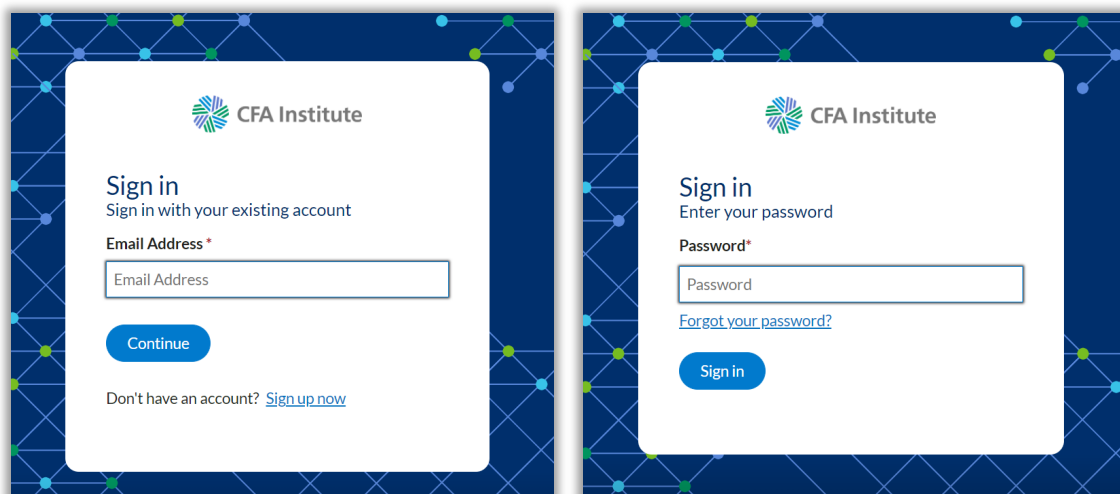 CFA Institute
Sign in
Sign in with your existing account
Email Address *
Email Address
Continue
Don't have an account? Sign up now
CFA Institute
Sign in
Enter your password
Password*
Password
Forgot your password?
Sign in